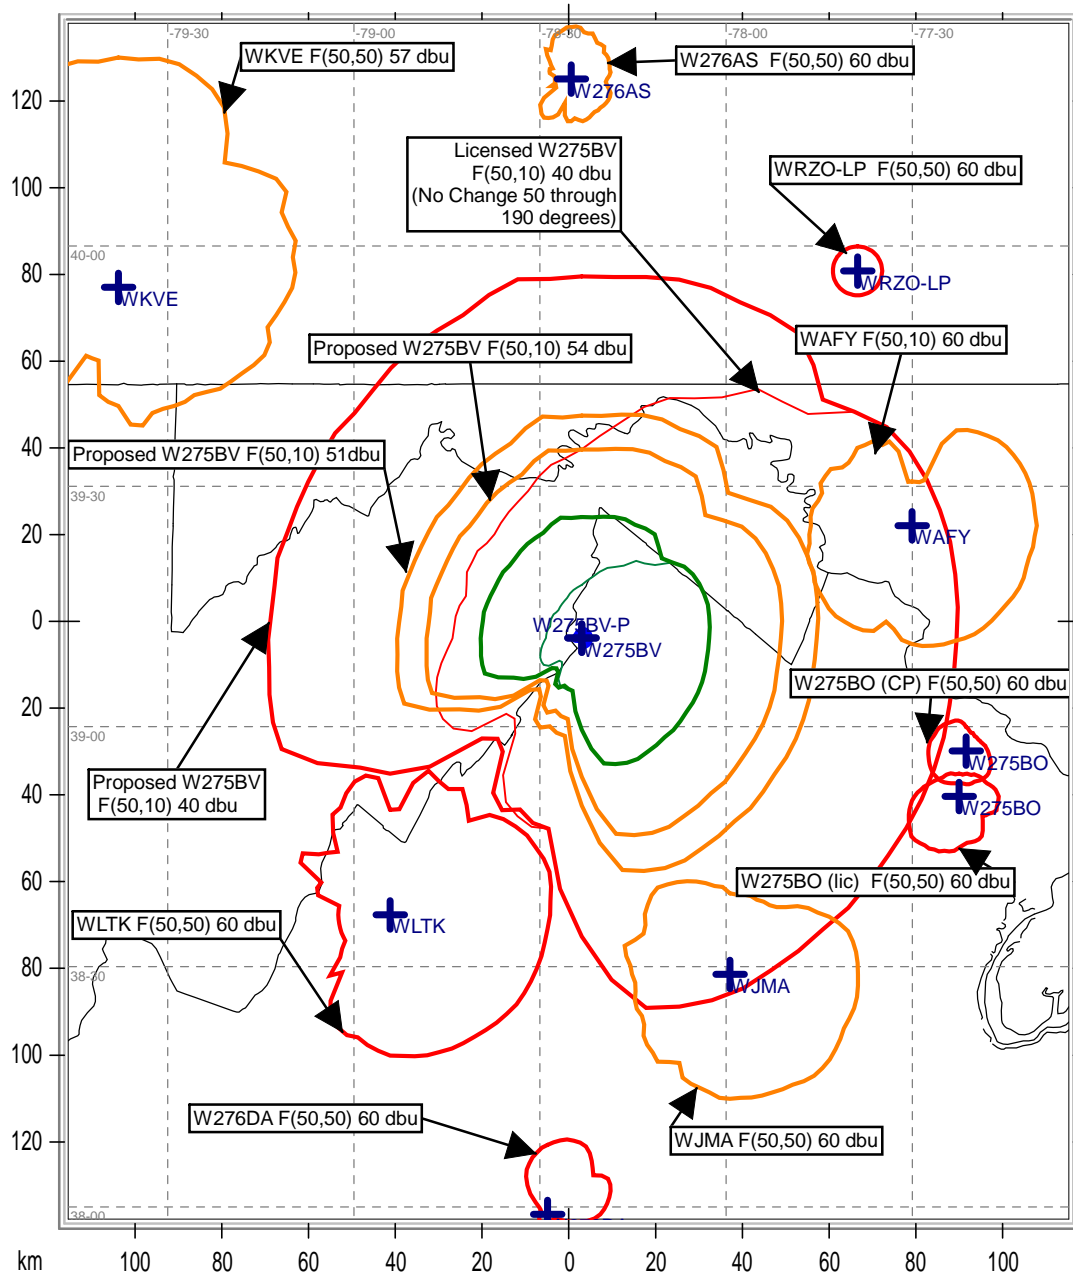 -79-30
-79-00
-78-30
-78-00
-77-30
WKVE F(50,50) 57 dbu
W276AS  F(50,50) 60 dbu
W276AS
120
Licensed W275BV
F(50,10) 40 dbu
(No Change 50 through
190 degrees)
WRZO-LP  F(50,50) 60 dbu
100
40-00
80
WRZO-LP
WKVE
Proposed W275BV F(50,10) 54 dbu
WAFY F(50,10) 60 dbu
60
40
Proposed W275BV F(50,10) 51dbu
39-30
20
WAFY
0
W275BV-P
W275BV
W275BO (CP) F(50,50) 60 dbu
20
39-00
W275BO
Proposed W275BV
F(50,10) 40 dbu
40
W275BO
60
W275BO (lic)  F(50,50) 60 dbu
WLTK F(50,50) 60 dbu
WLTK
80
38-30
WJMA
100
W276DA F(50,50) 60 dbu
120
WJMA F(50,50) 60 dbu
38-00
km
100
80
60
40
20
0
20
40
60
80
100